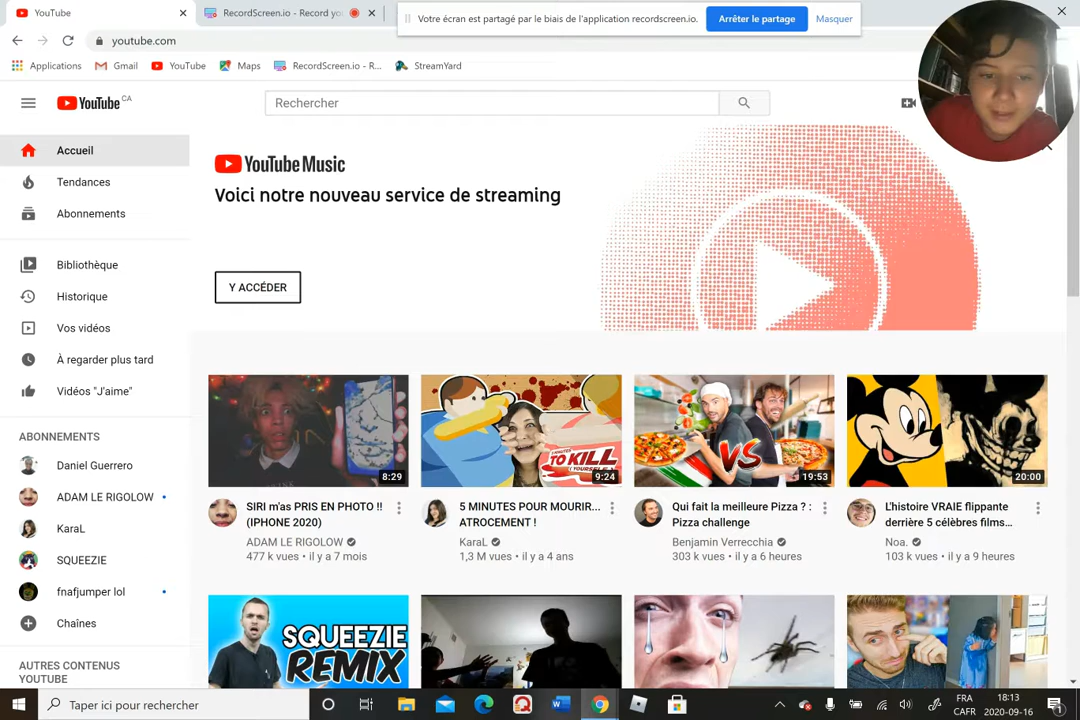 YouTube
RecordScreen.io - Record yo
Votre écran est partagé par le biais de l'application recordscreen.io.
Arrêter le partage
Masquer
youtube.com
Applications
Gmail
YouTube
Maps
RecordScreen.io - R...
StreamYard
YouTube CA
Rechercher
Accueil
Tendances
Abonnements
Bibliothèque
Historique
Vos vidéos
À regarder plus tard
Vidéos "J'aime"
ABONNEMENTS
Daniel Guerrero
ADAM LE RIGOLOW
KaraL
SQUEEZIE
fnafjumper lol
Chaînes
AUTRES CONTENUS
YOUTUBE
YouTube Music
Voici notre nouveau service de streaming
Y ACCÉDER
8:29
TO KILL
9:24
VS
19:53
20:00
SIRI m'as PRIS EN PHOTO !!
(IPHONE 2020)
ADAM LE RIGOLOW
477 k vues • il y a 7 mois
5 MINUTES POUR MOURIR...
ATROCEMENT !
KaraL
1,3 M vues • il y a 4 ans
Qui fait la meilleure Pizza ? :
Pizza challenge
Benjamin Verrecchia
303 k vues • il y a 6 heures
L'histoire VRAIE flippante
derrière 5 célèbres films...
Noa.
103 k vues • il y a 9 heures
SQUEEZIE
REMIX
Taper ici pour rechercher
FRA
CAFR
18:13
2020-09-16
1